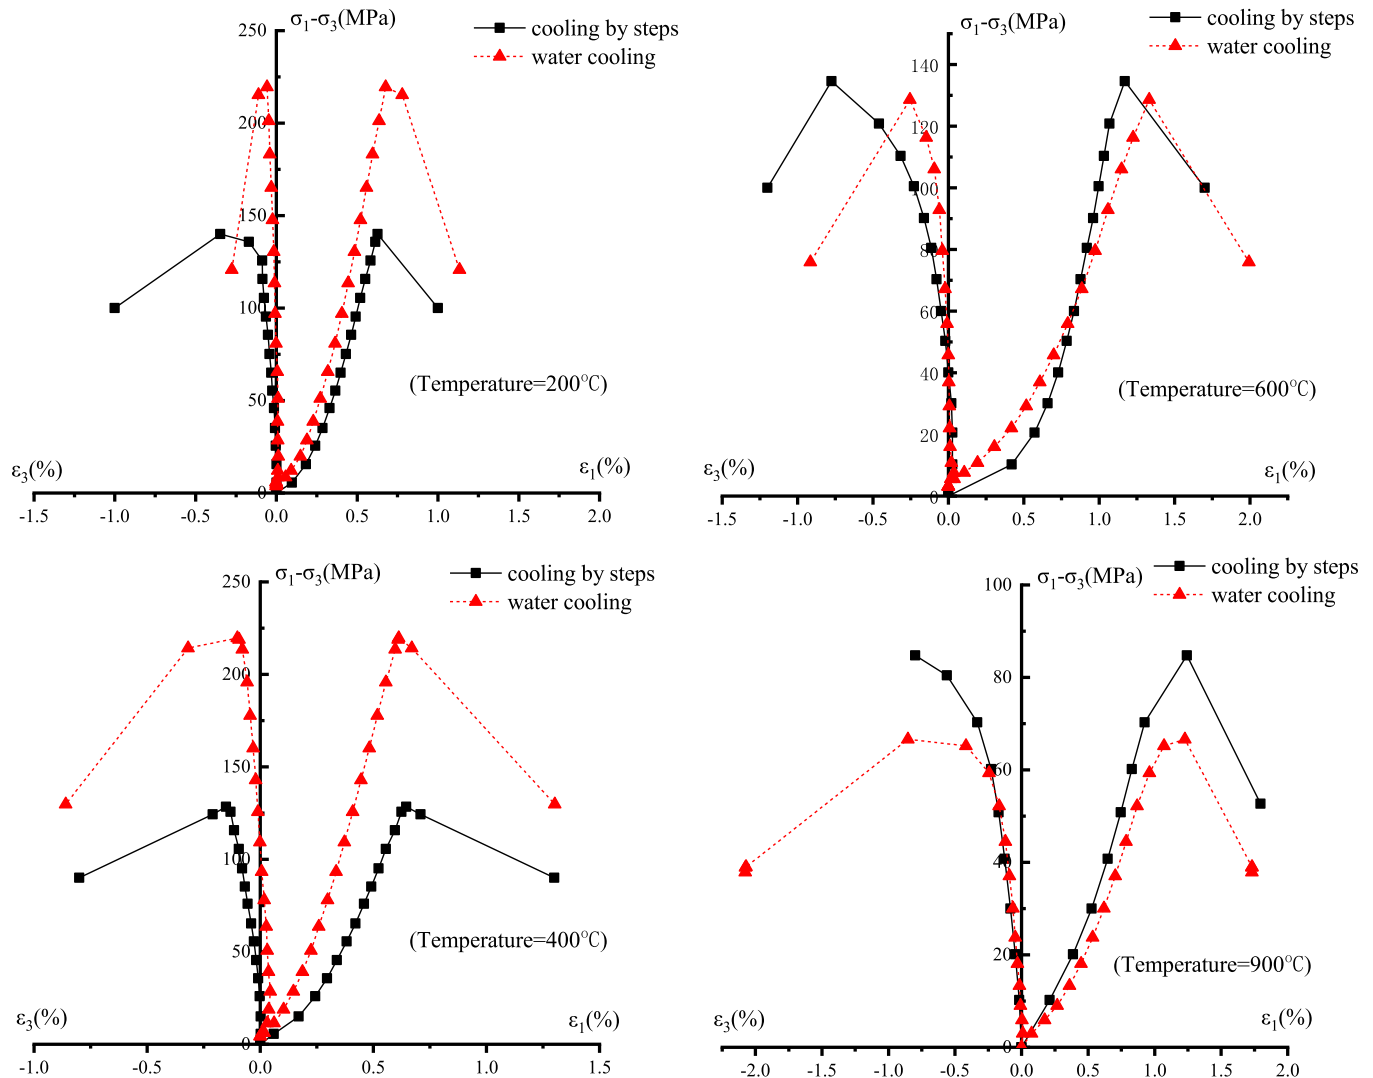 σ1-σ3(MPa)
cooling by steps
water cooling
250
200
150
100
50
0
(Temperature=200℃)
ε3(%)
ε1(%)
-1.5 -1.0 -0.5 0.0 0.5 1.0 1.5 2.0
σ1-σ3(MPa)
cooling by steps
water cooling
140
120
100
80
60
40
20
0
(Temperature=600℃)
ε3(%)
ε1(%)
-1.5 -1.0 -0.5 0.0 0.5 1.0 1.5 2.0
σ1-σ3(MPa)
cooling by steps
water cooling
250
200
150
100
50
0
(Temperature=400℃)
ε3(%)
ε1(%)
-1.0 -0.5 0.0 0.5 1.0 1.5
σ1-σ3(MPa)
cooling by steps
water cooling
100
80
60
40
20
0
(Temperature=900℃)
ε3(%)
ε1(%)
-2.0 -1.5 -1.0 -0.5 0.0 0.5 1.0 1.5 2.0